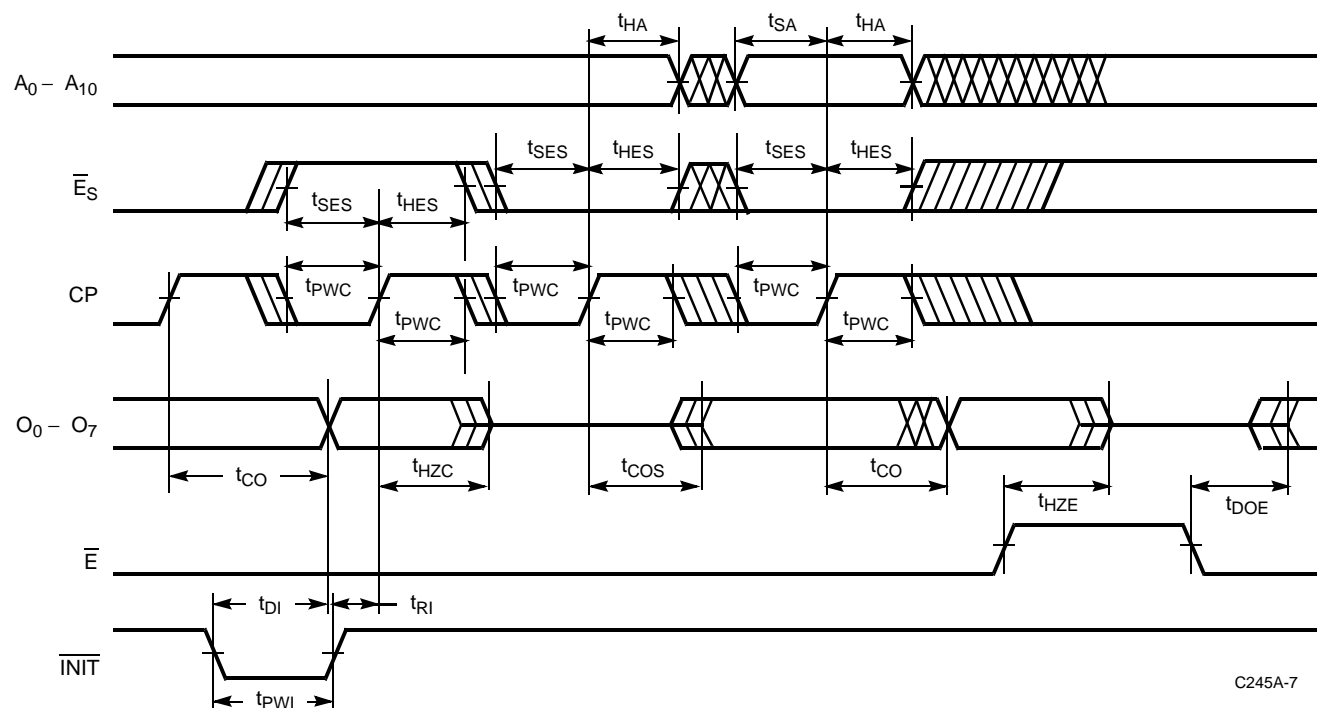 tHA tSA tHA
A0 – A10
tSES tHES tSES tHES
ES
tSES tHES
CP
tPWC tPWC tPWC
tPWC tPWC tPWC
O0 – O7
tCO tHZC tCOS tCO tHZE tDOE
E
tDI tRI
INIT
tPWI
C245A-7